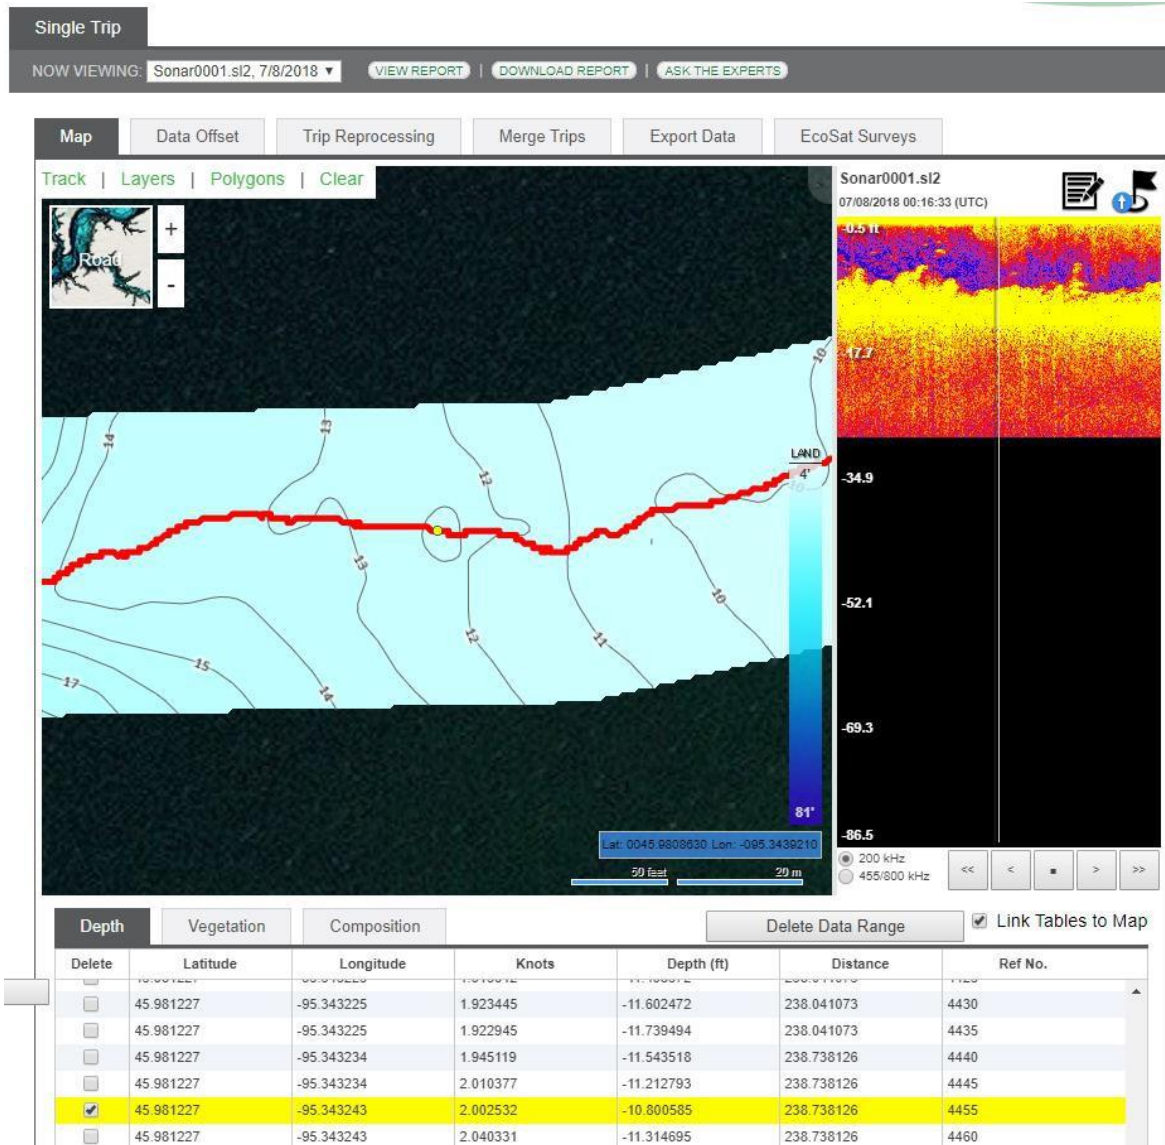 Single Trip
NOW VIEWING: Sonar0001.sl2, 7/8/2018 ▼ VIEW REPORT | DOWNLOAD REPORT | ASK THE EXPERTS
Map Data Offset Trip Reprocessing Merge Trips Export Data EcoSat Surveys
Track | Layers | Polygons | Clear
Sonar0001.sl2
07/08/2018 00:16:33 (UTC)
+
Road
-
-0.5 ft
-17.7
-34.9
-52.1
-69.3
-86.5
10
13
14
12
LAND
4'
10
13
10
12
11
15
14
17
81'
Lat: 0045.9808630 Lon: -095.3439210
50 feet 20 m
200 kHz
455/800 kHz
<< < ■ > >>
Depth Vegetation Composition Delete Data Range Link Tables to Map
Delete Latitude Longitude Knots Depth (ft) Distance Ref No.
45.981227 -95.343225 1.923445 -11.602472 238.041073 4430
45.981227 -95.343225 1.922945 -11.739494 238.041073 4435
45.981227 -95.343234 1.945119 -11.543518 238.738126 4440
45.981227 -95.343234 2.010377 -11.212793 238.738126 4445
45.981227 -95.343243 2.002532 -10.800585 238.738126 4455
45.981227 -95.343243 2.040331 -11.314695 238.738126 4460